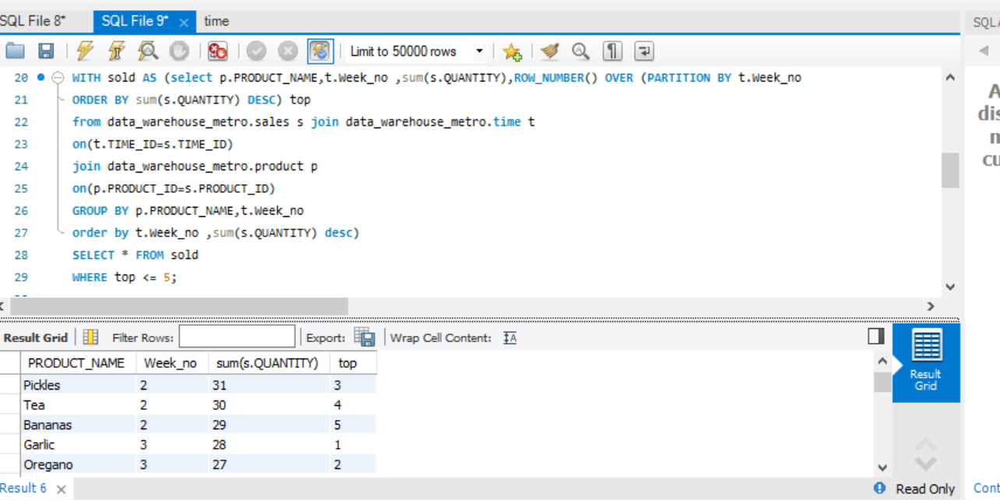 SQL File 8* SQL File 9* × time
Limit to 50000 rows
20 WITH sold AS (select p.PRODUCT_NAME,t.Week_no ,sum(s.QUANTITY),ROW_NUMBER() OVER (PARTITION BY t.Week_no
21 ORDER BY sum(s.QUANTITY) DESC) top
22 from data_warehouse_metro.sales s join data_warehouse_metro.time t
23 on(t.TIME_ID=s.TIME_ID)
24 join data_warehouse_metro.product p
25 on(p.PRODUCT_ID=s.PRODUCT_ID)
26 GROUP BY p.PRODUCT_NAME,t.Week_no
27 order by t.Week_no ,sum(s.QUANTITY) desc)
28 SELECT * FROM sold
29 WHERE top <= 5;
Result Grid Filter Rows: Export: Wrap Cell Content: IA
PRODUCT_NAME Week_no sum(s.QUANTITY) top
Pickles 2 31 3
Tea 2 30 4
Bananas 2 29 5
Garlic 3 28 1
Oregano 3 27 2
Result
Grid
Result 6 ×
Read Only